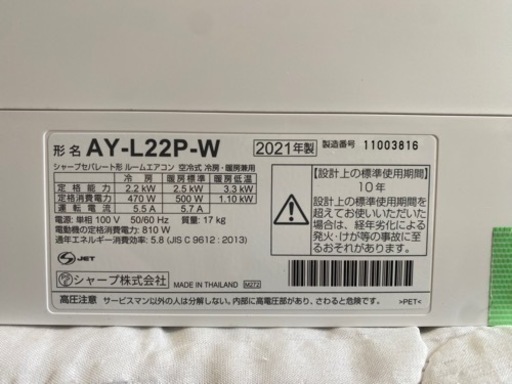 形名 AY-L22P-W 2021年製 製造番号 11003816
シャープセパレート形 ルームエアコン 空冷式 冷房・暖房兼用
冷房 暖房標準 暖房低温
定格能力 2.2 kW 2.5 kW 3.3 kW
定格消費電力 470 W 500 W 1.10 kW
運転電流 5.5 A 5.7 A
電源: 単相 100 V 50/60 Hz 質量: 17 kg
電動機の定格消費電力: 810 W
通年エネルギー消費効率: 5.8 (JIS C 9612 : 2013)
JET
シャープ株式会社 MADE IN THAILAND M272
【設計上の標準使用期間】
10年
設計上の標準使用期間を
超えてお使いいただいた
場合は、経年劣化による
発火・けが等の事故に至
るおそれがあります。
高圧注意 サービスマン以外の人は分解しない。内部に高電圧部があり、さわると危険です。 >PET<